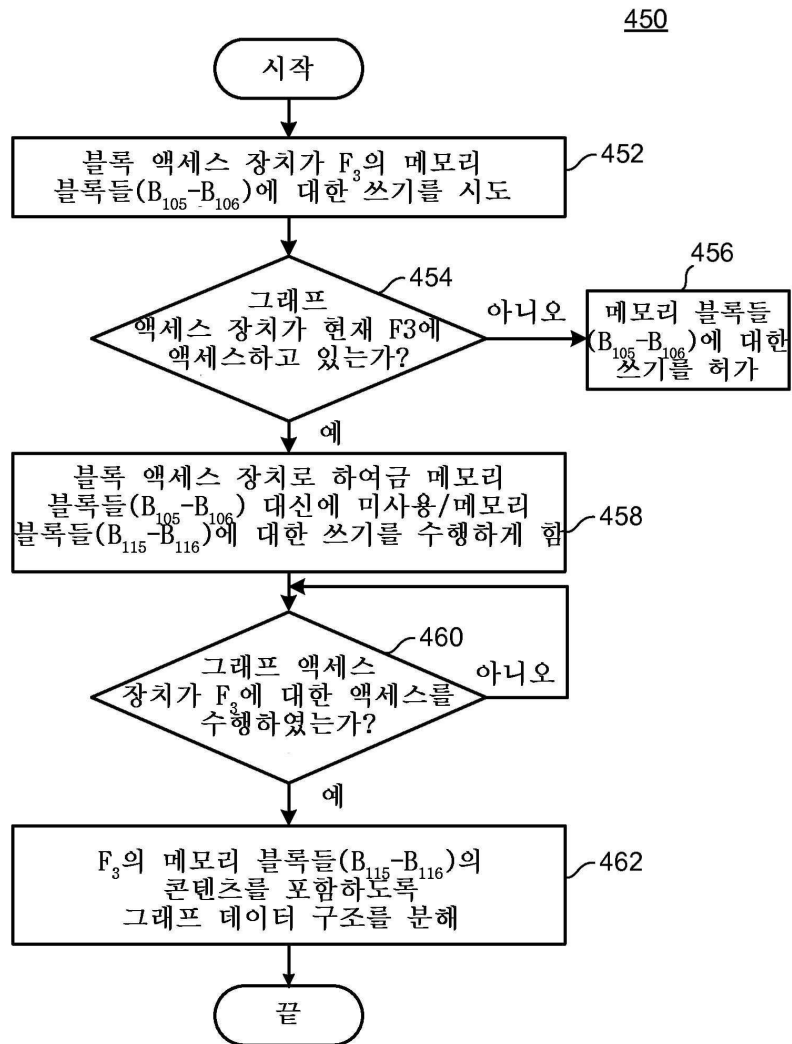 450
시작
블록 액세스 장치가 F₃의 메모리
블록들(B₁₀₅-B₁₀₆)에 대한 쓰기를 시도
452
그래프
액세스 장치가 현재 F3에
액세스하고 있는가?
454
아니오
456
메모리 블록들
(B₁₀₅-B₁₀₆)에 대한
쓰기를 허가
예
블록 액세스 장치로 하여금 메모리
블록들(B₁₀₅-B₁₀₆) 대신에 미사용/메모리
블록들(B₁₁₅-B₁₁₆)에 대한 쓰기를 수행하게 함
458
그래프 액세스
장치가 F₃에 대한 액세스를
수행하였는가?
460
아니오
예
F₃의 메모리 블록들(B₁₁₅-B₁₁₆)의
콘텐츠를 포함하도록
그래프 데이터 구조를 분해
462
끝